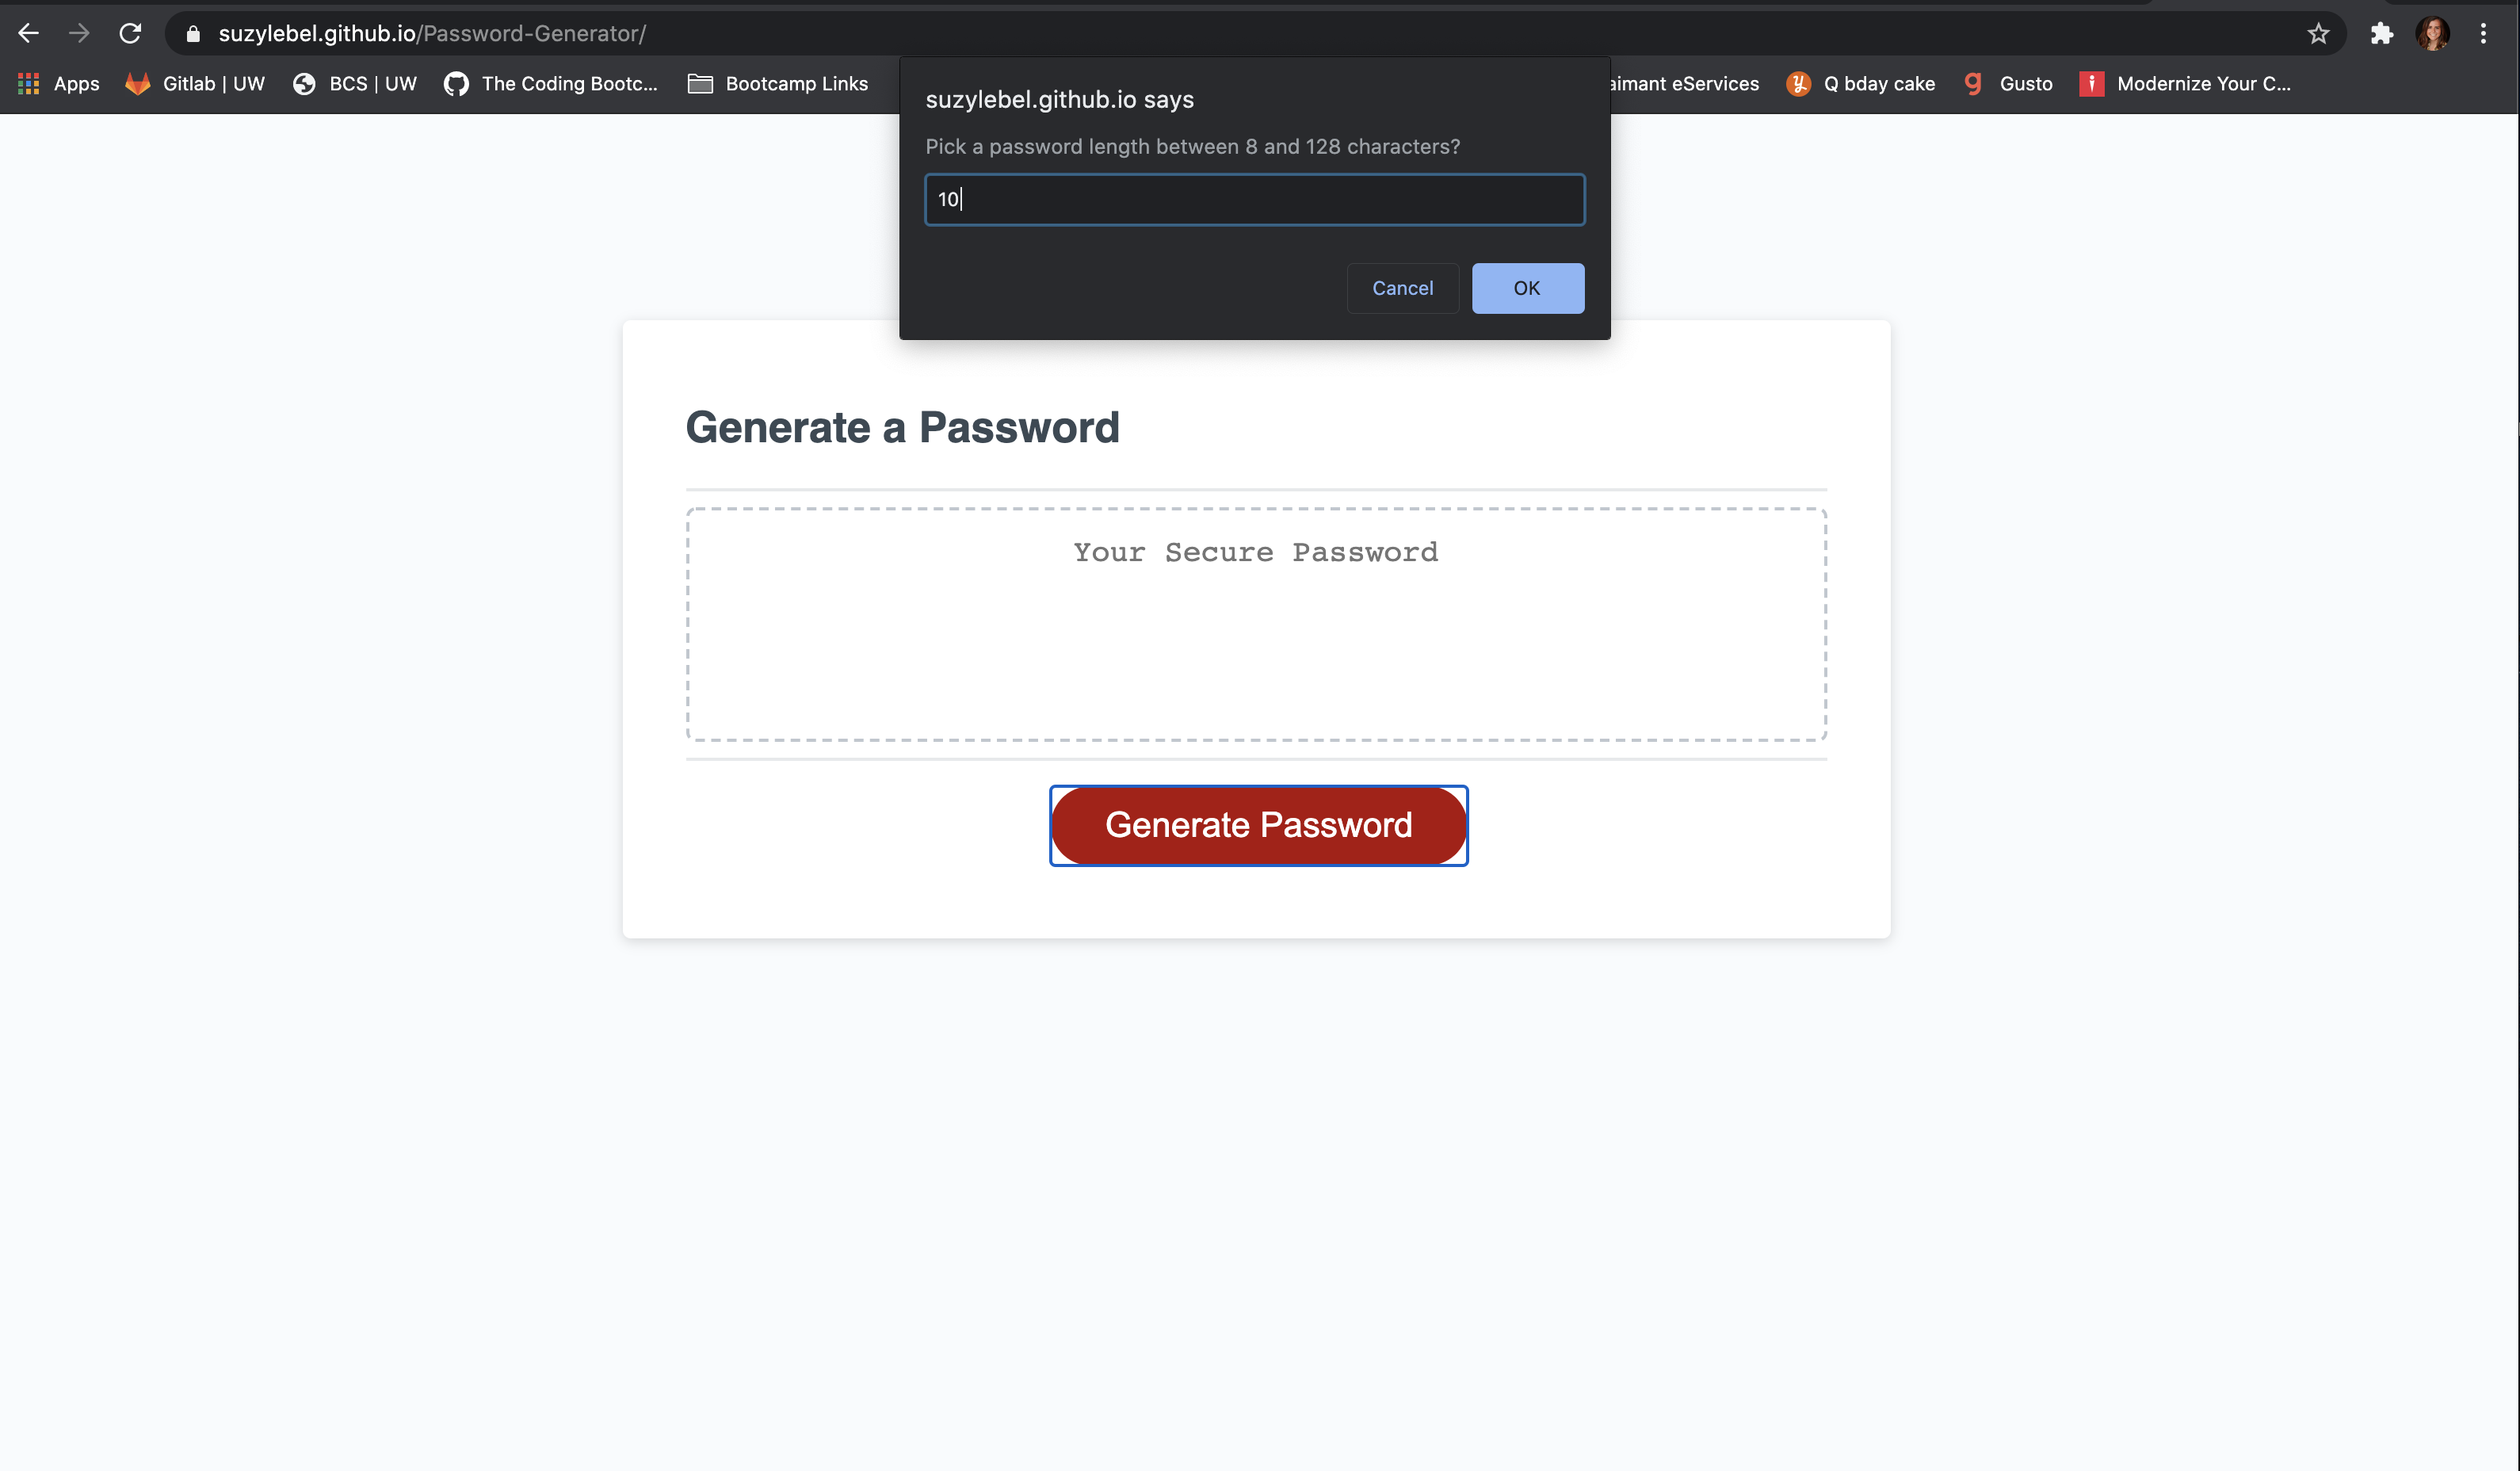 suzylebel.github.io/Password-Generator/
Apps
Gitlab | UW
BCS | UW
The Coding Bootc...
Bootcamp Links
aimant eServices
Q bday cake
Gusto
Modernize Your C...
suzylebel.github.io says
Pick a password length between 8 and 128 characters?
10
Cancel
OK
Generate a Password
Your Secure Password
Generate Password